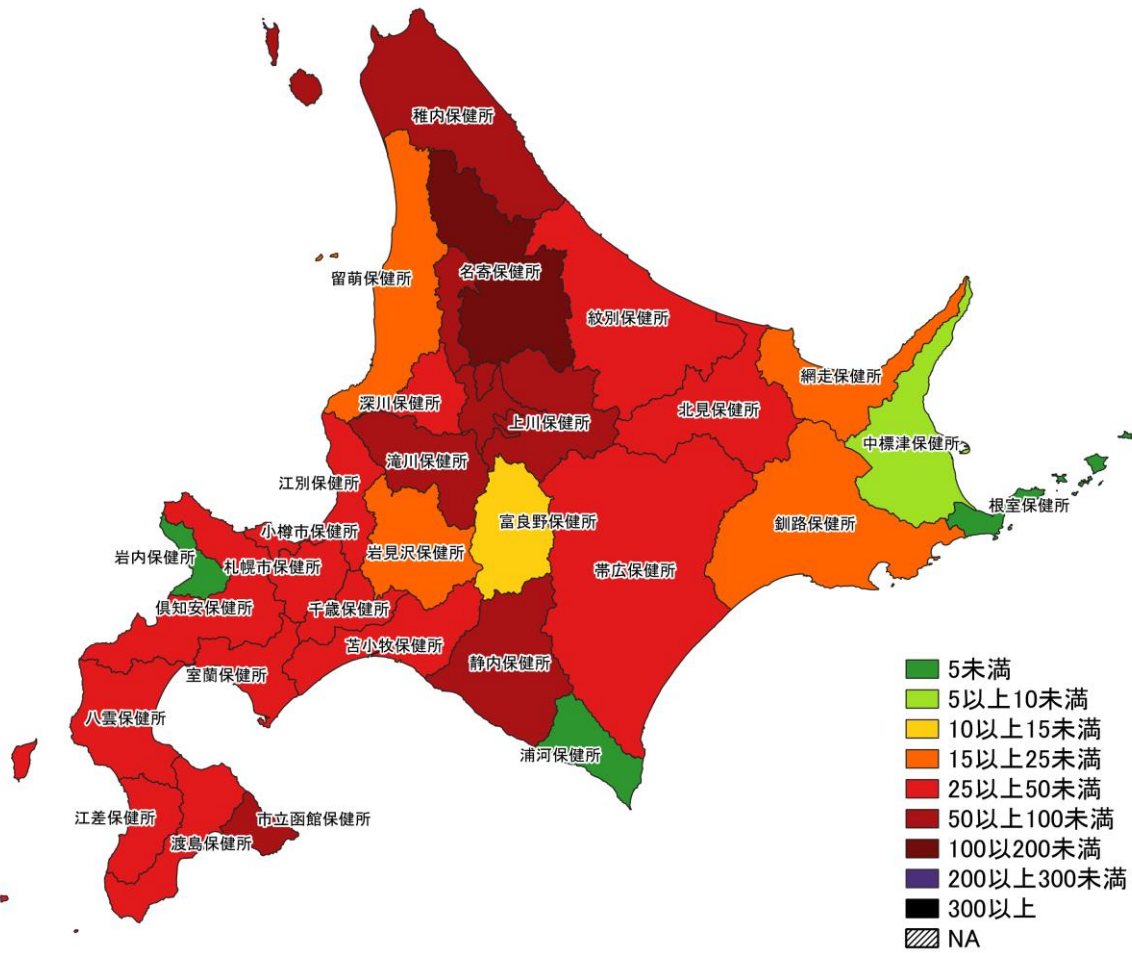 稚内保健所
名寄保健所
留萌保健所
紋別保健所
網走保健所
深川保健所
北見保健所
上川保健所
中標津保健所
滝川保健所
江別保健所
根室保健所
富良野保健所
釧路保健所
小樽市保健所
岩見沢保健所
岩内保健所
札幌市保健所
帯広保健所
倶知安保健所
千歳保健所
苫小牧保健所
静内保健所
室蘭保健所
八雲保健所
浦河保健所
江差保健所
市立函館保健所
渡島保健所
5未満
5以上10未満
10以上15未満
15以上25未満
25以上50未満
50以上100未満
100以200未満
200以上300未満
300以上
NA